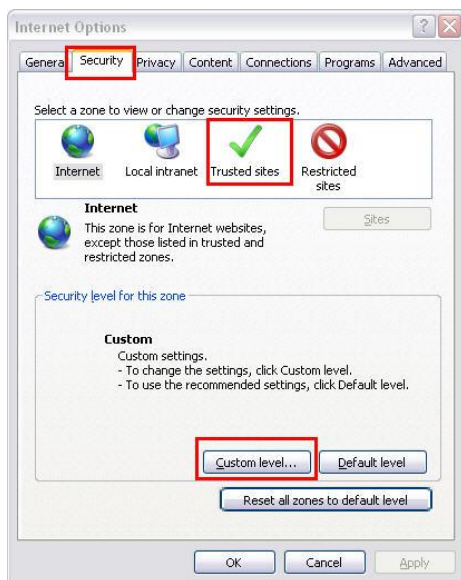 Internet Options
General Security Privacy Content Connections Programs Advanced
Select a zone to view or change security settings.
Internet Local intranet Trusted sites Restricted
sites
Internet
This zone is for Internet websites,
except those listed in trusted and
restricted zones.
Sites
Security level for this zone
Custom
Custom settings.
- To change the settings, click Custom level.
- To use the recommended settings, click Default level.
Custom level... Default level
Reset all zones to default level
OK Cancel Apply